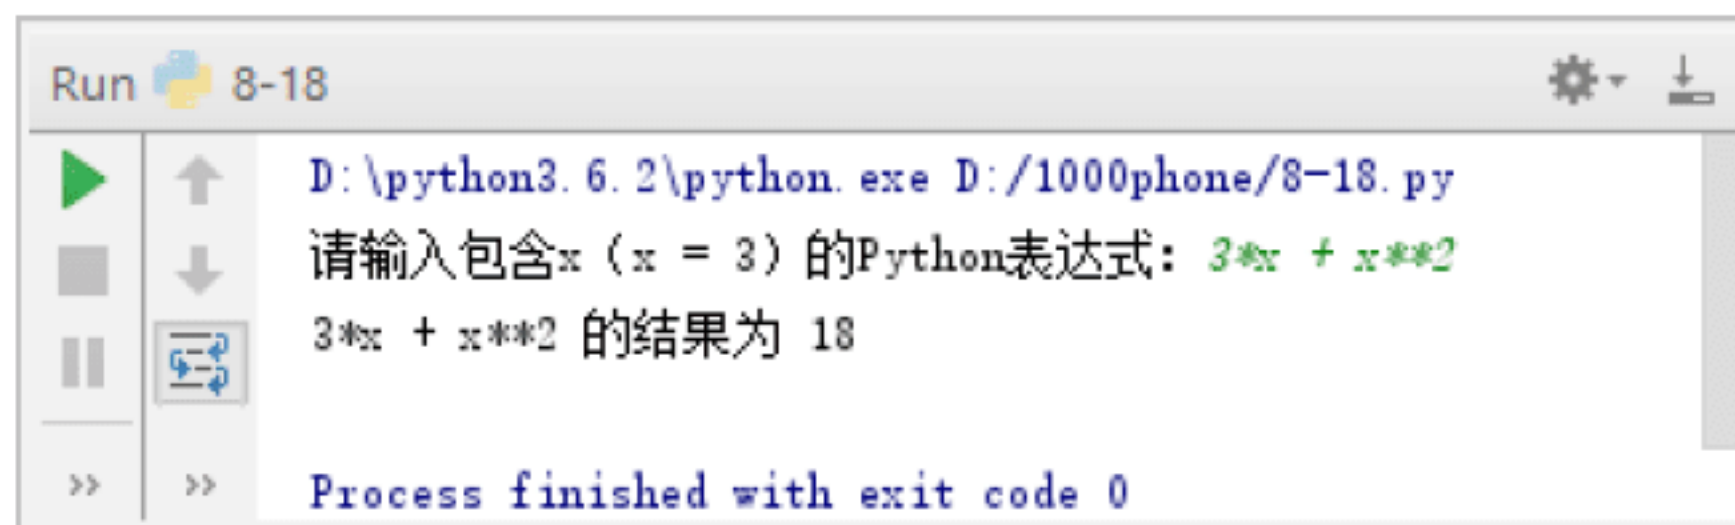 Run 8-18
D:\python3.6.2\python.exe D:/1000phone/8-18.py
请输入包含x（x = 3）的Python表达式：3*x + x**2
3*x + x**2 的结果为 18
Process finished with exit code 0